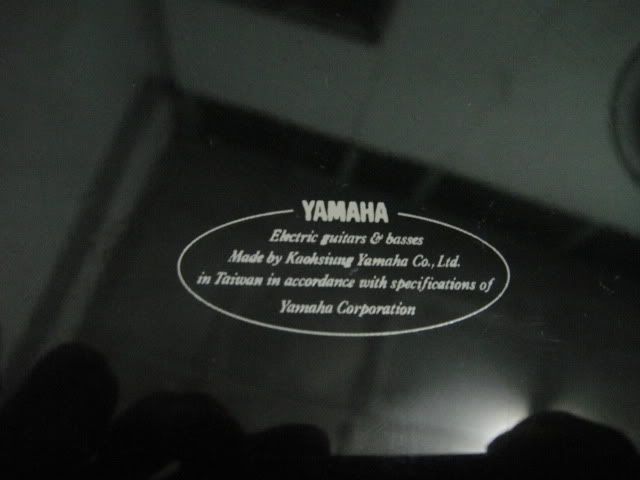 YAMAHA
Electric guitars & basses
Made by Kaohsiung Yamaha Co., Ltd.
in Taiwan in accordance with specifications of
Yamaha Corporation